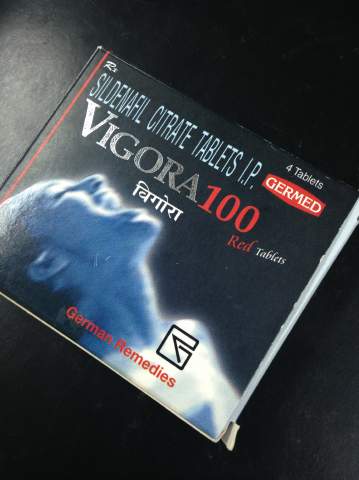 Rx
SILDENAFIL CITRATE TABLETS I.P.
4 Tablets
GERMED
VIGORA 100
विगोरा
Red Tablets
German Remedies